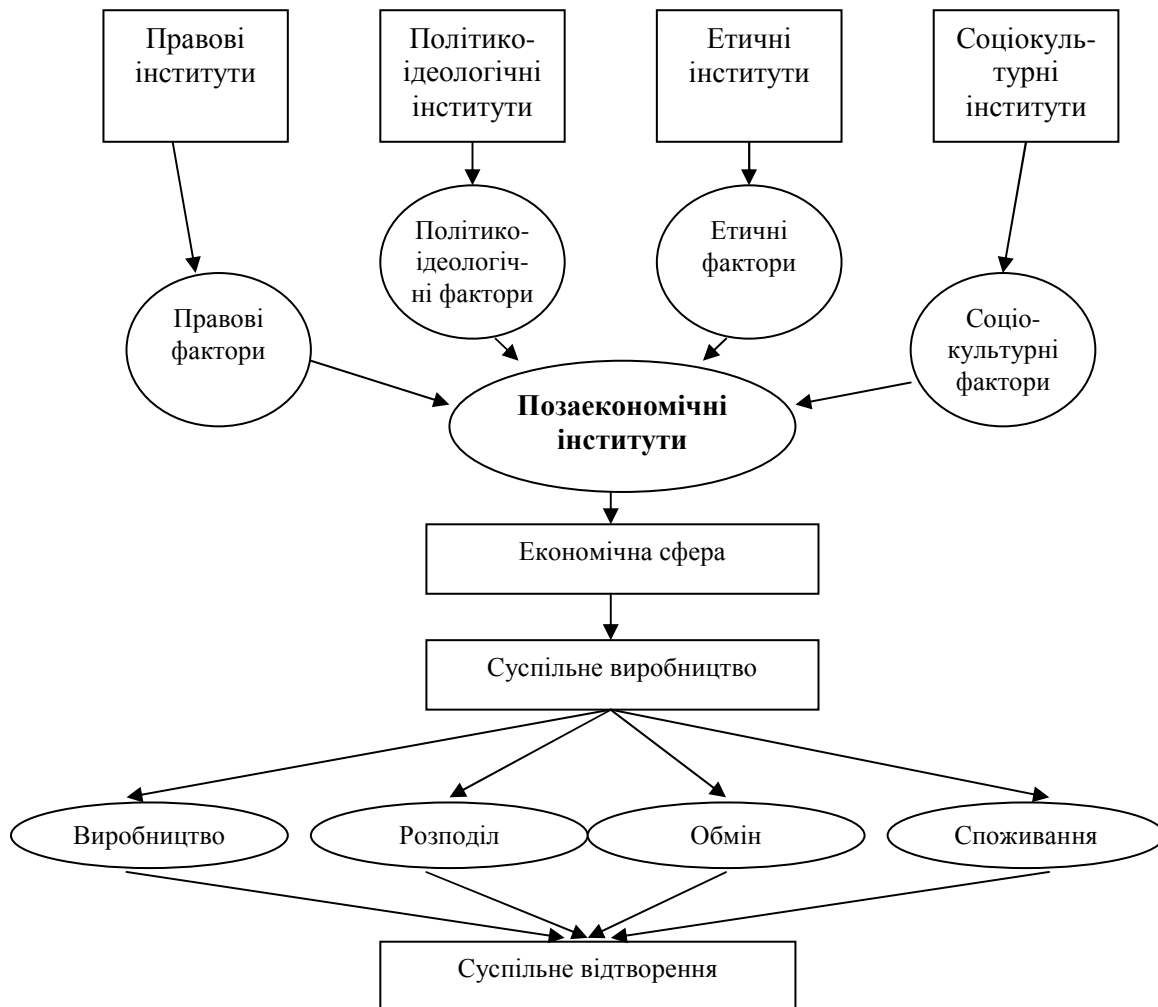 Правові
інститути
Політико-
ідеологічні
інститути
Етичні
інститути
Соціокуль-
турні
інститути
Політико-
ідеологіч-
ні фактори
Етичні
фактори
Правові
фактори
Соціо-
культурні
фактори
Позаекономічні
інститути
Економічна сфера
Суспільне виробництво
Виробництво
Розподіл
Обмін
Споживання
Суспільне відтворення